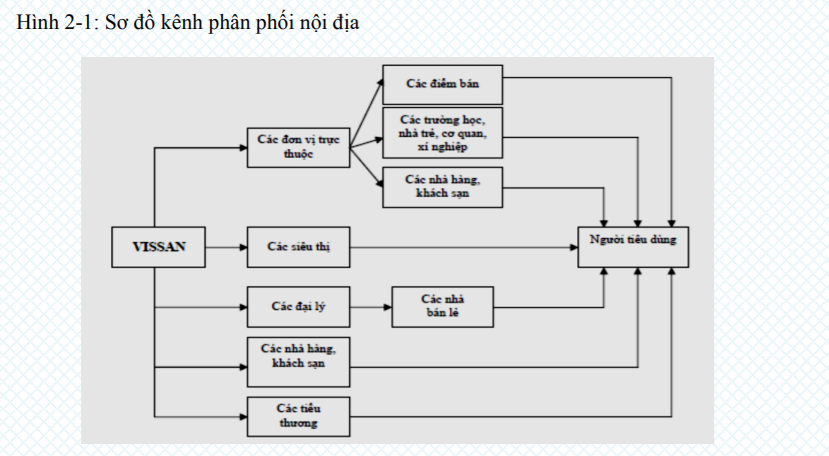 Hình 2-1: Sơ đồ kênh phân phối nội địa
Các điểm bán
Các đơn vị trực
thuộc
Các trường học,
nhà trẻ, cơ quan,
xí nghiệp
Các nhà hàng,
khách sạn
VISSAN
Các siêu thị
Người tiêu dùng
Các đại lý
Các nhà
bán lẻ
Các nhà hàng,
khách sạn
Các tiểu
thương